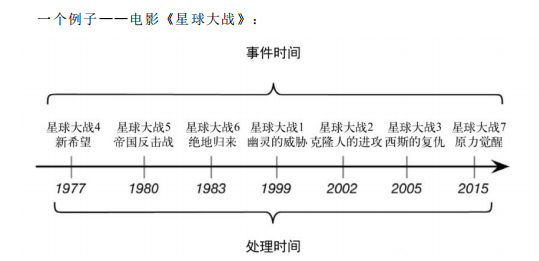 一个例子——电影《星球大战》：
事件时间
星球大战4 星球大战5 星球大战6 星球大战1 星球大战2 星球大战3 星球大战7
新希望 帝国反击战 绝地归来 幽灵的威胁 克隆人的进攻 西斯的复仇 原力觉醒
1977 1980 1983 1999 2002 2005 2015
处理时间